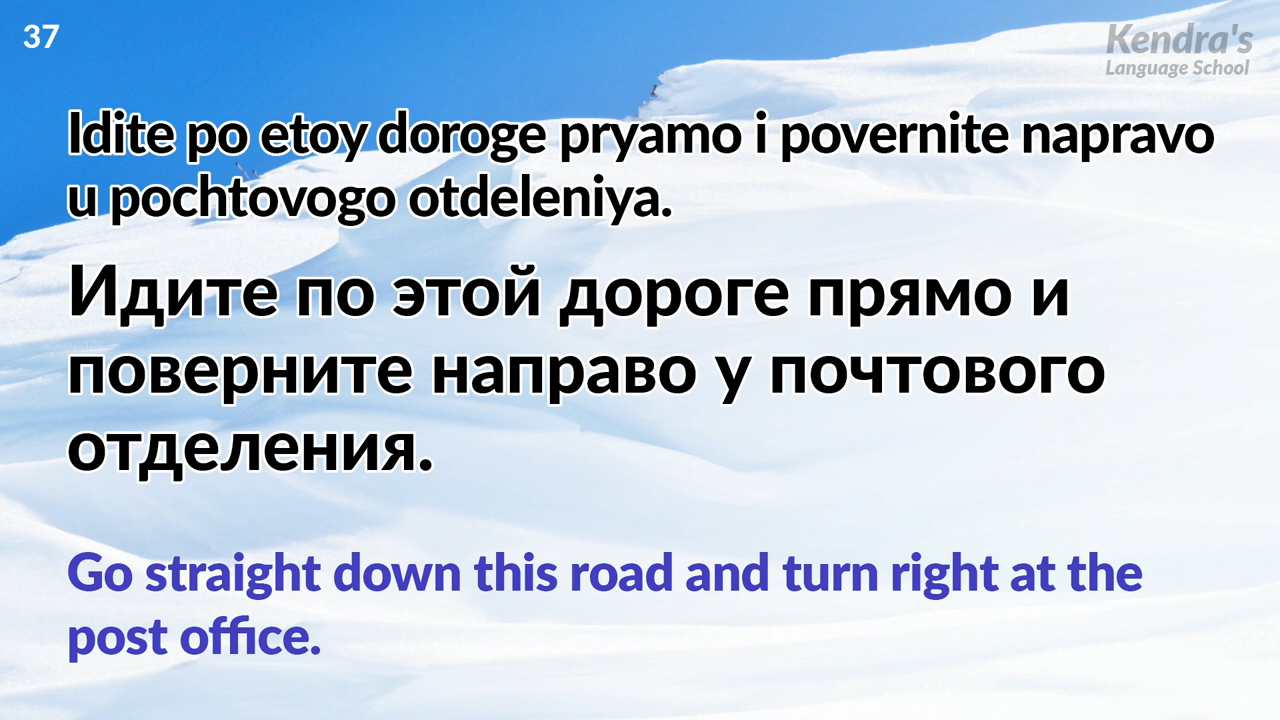 37
Kendra's
Language School
Idite po etoy doroge pryamo i povernite napravo
u pochtovogo otdeleniya.
Идите по этой дороге прямо и
поверните направо у почтового
отделения.
Go straight down this road and turn right at the
post office.